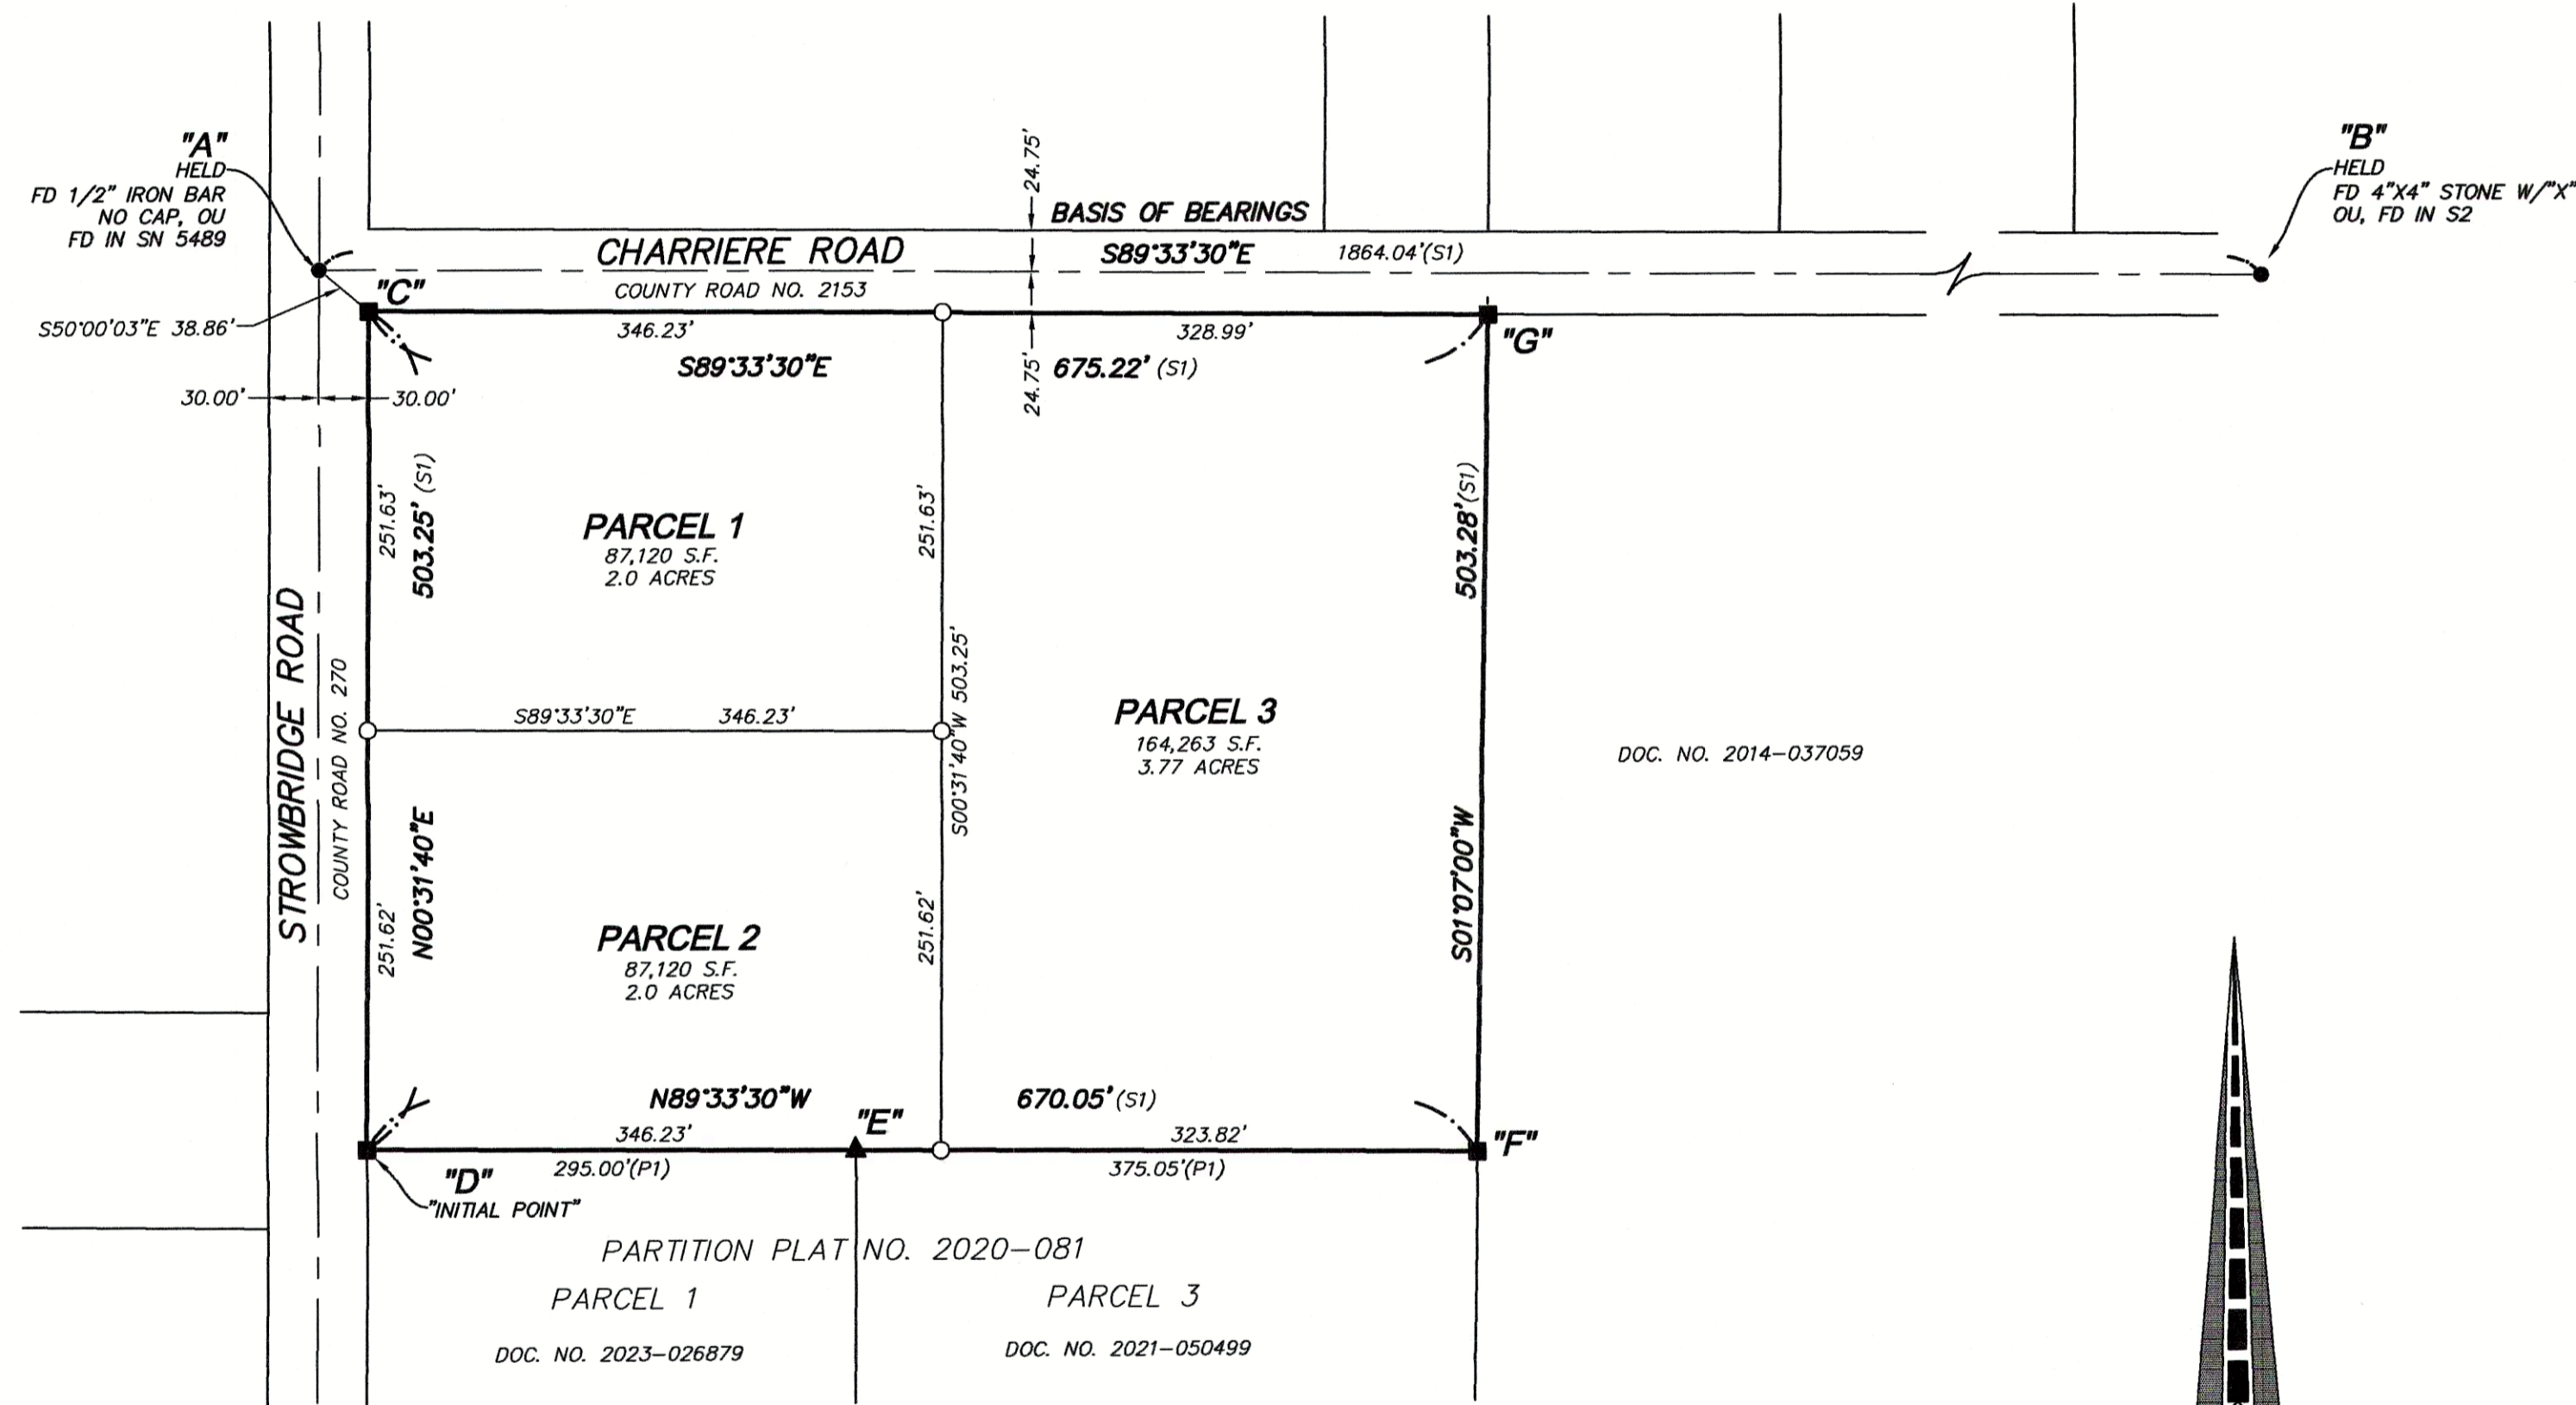 "A"
HELD
FD 1/2" IRON BAR
NO CAP, OU
FD IN SN 5489
"B"
HELD
FD 4"X4" STONE W/"X"
OU, FD IN S2
24.75'
BASIS OF BEARINGS
CHARRIERE ROAD
S89°33'30"E 1864.04'(S1)
COUNTY ROAD NO. 2153
"C"
S50°00'03"E 38.86'
346.23'
328.99'
"G"
S89°33'30"E
675.22' (S1)
24.75'
30.00'
30.00'
251.63'
503.25' (S1)
251.63'
503.28'(S1)
PARCEL 1
87,120 S.F.
2.0 ACRES
STROWBRIDGE ROAD
COUNTY ROAD NO. 270
S89°33'30"E 346.23'
S00°31'40"W 503.25'
PARCEL 3
164,263 S.F.
3.77 ACRES
DOC. NO. 2014-037059
N00°31'40"E
251.62'
251.62'
S01°07'00"W
PARCEL 2
87,120 S.F.
2.0 ACRES
N89°33'30"W
670.05'(S1)
"E"
346.23'
323.82'
"F"
295.00'(P1)
375.05'(P1)
"D"
"INITIAL POINT"
PARTITION PLAT NO. 2020-081
PARCEL 1
PARCEL 3
DOC. NO. 2023-026879
DOC. NO. 2021-050499